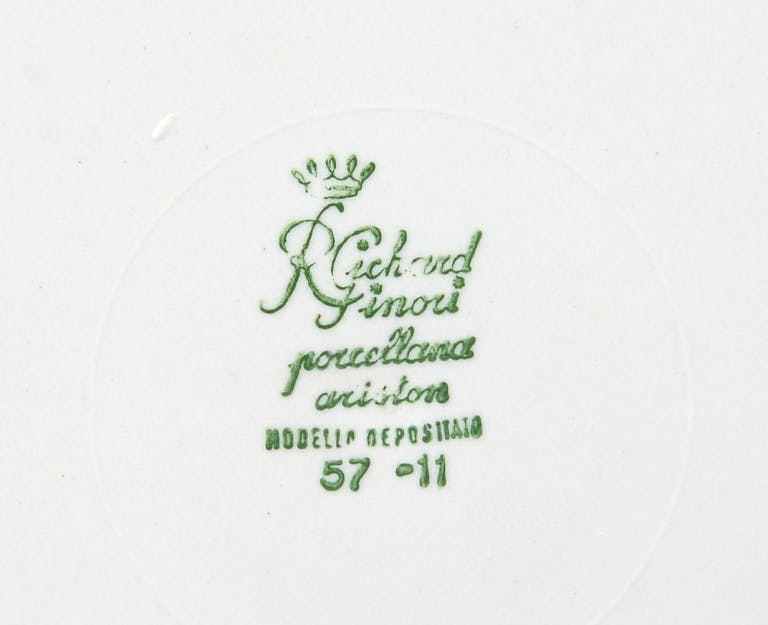 Richard
Ginori
porcellana
ariston
MODELLO DEPOSITATO
57 -11